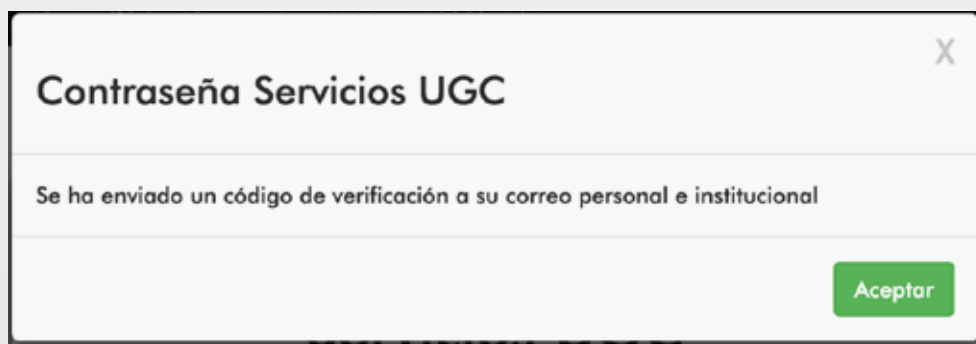 X
Contraseña Servicios UGC
Se ha enviado un código de verificación a su correo personal e institucional
Aceptar